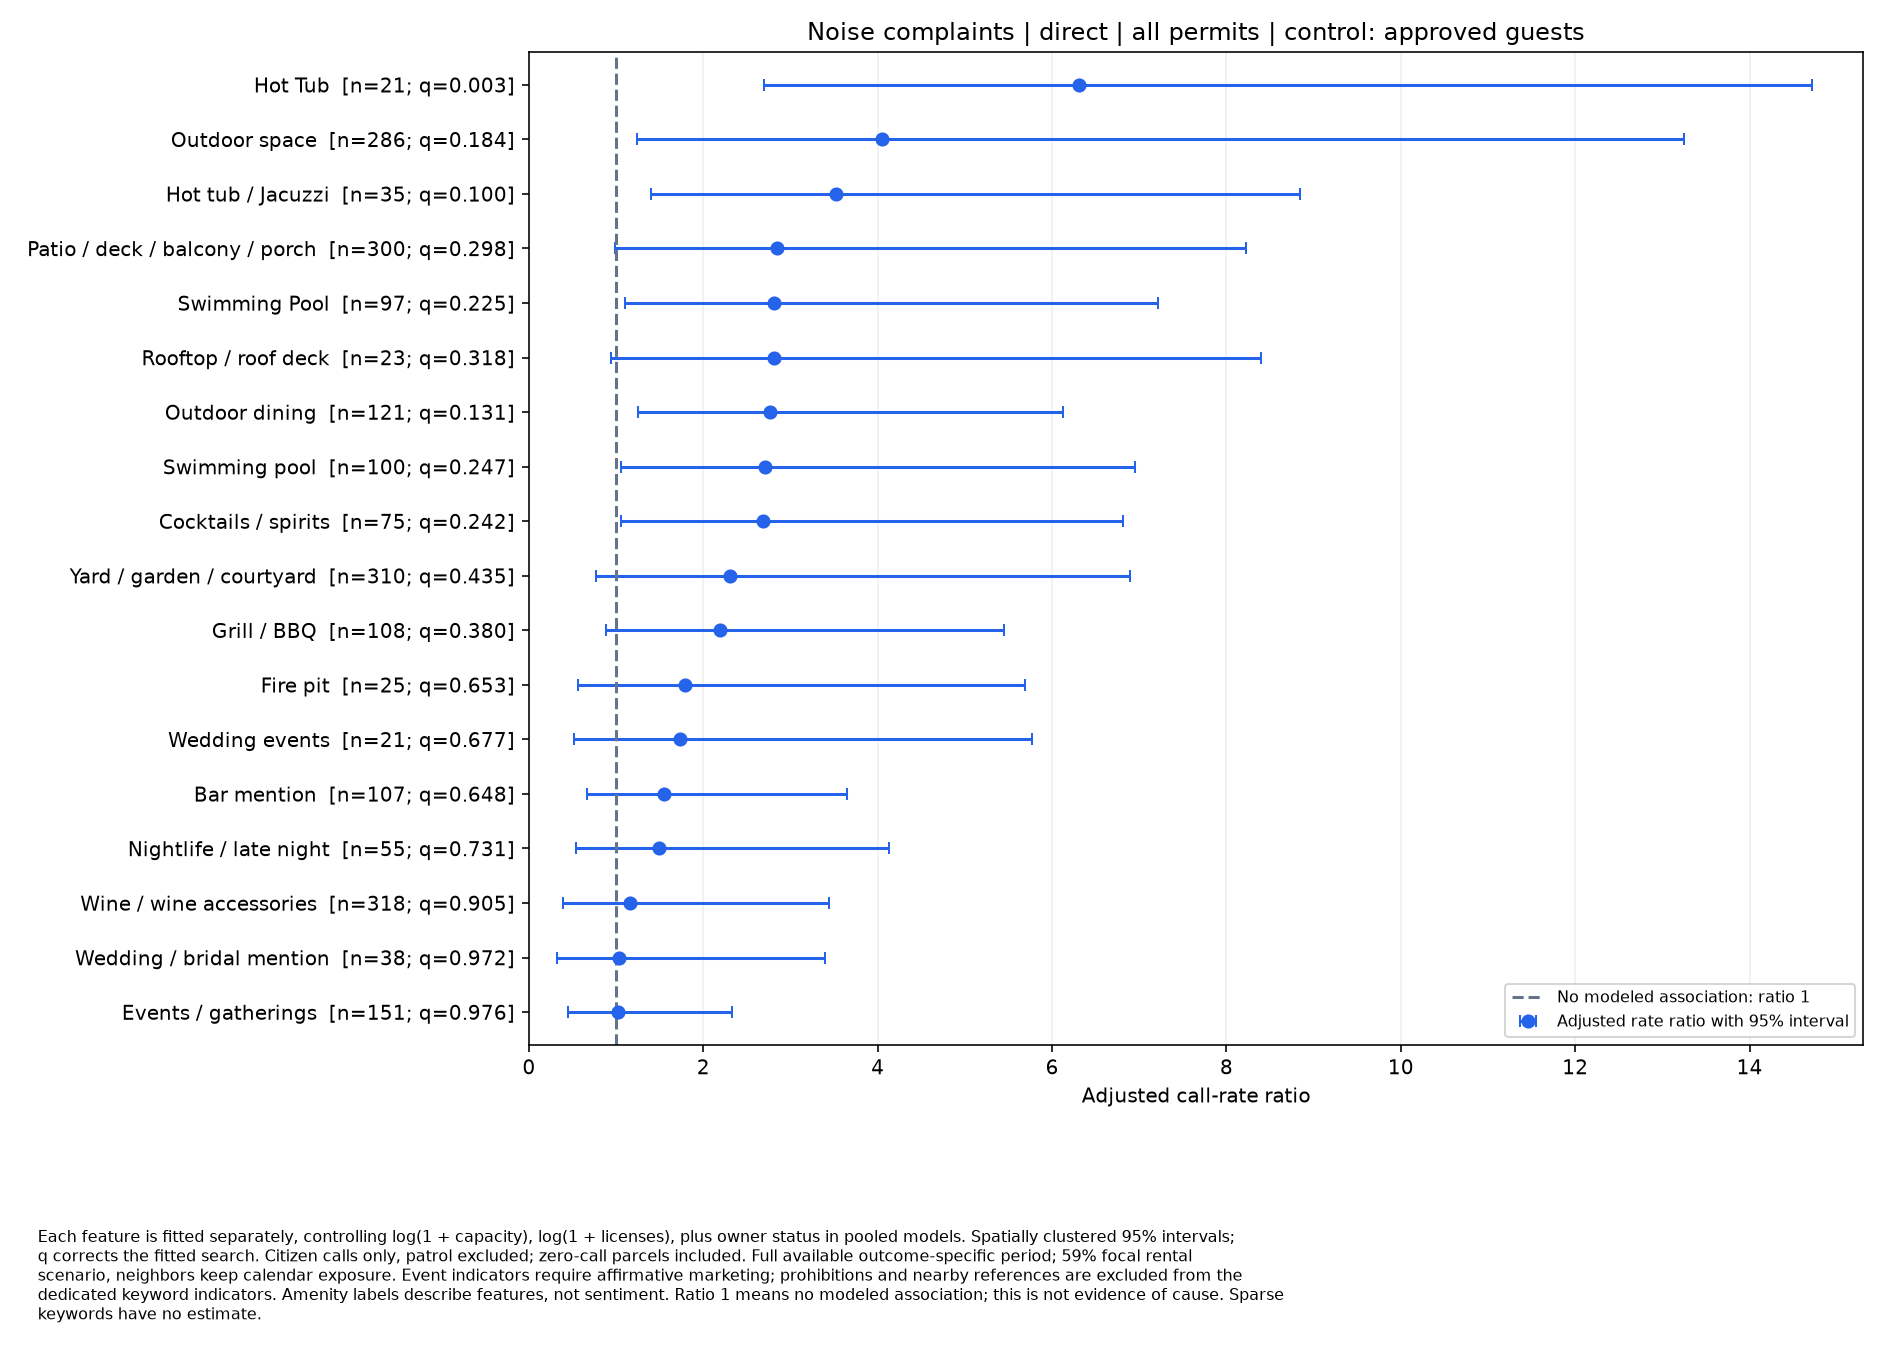 Noise complaints | direct | all permits | control: approved guests
Hot Tub [n=21; q=0.003]
Outdoor space [n=286; q=0.184]
Hot tub / Jacuzzi [n=35; q=0.100]
Patio / deck / balcony / porch [n=300; q=0.298]
Swimming Pool [n=97; q=0.225]
Rooftop / roof deck [n=23; q=0.318]
Outdoor dining [n=121; q=0.131]
Swimming pool [n=100; q=0.247]
Cocktails / spirits [n=75; q=0.242]
Yard / garden / courtyard [n=310; q=0.435]
Grill / BBQ [n=108; q=0.380]
Fire pit [n=25; q=0.653]
Wedding events [n=21; q=0.677]
Bar mention [n=107; q=0.648]
Nightlife / late night [n=55; q=0.731]
Wine / wine accessories [n=318; q=0.905]
Wedding / bridal mention [n=38; q=0.972]
Events / gatherings [n=151; q=0.976]
No modeled association: ratio 1
Adjusted rate ratio with 95% interval
0 2 4 6 8 10 12 14
Adjusted call-rate ratio
Each feature is fitted separately, controlling log(1 + capacity), log(1 + licenses), plus owner status in pooled models. Spatially clustered 95% intervals;
q corrects the fitted search. Citizen calls only, patrol excluded; zero-call parcels included. Full available outcome-specific period; 59% focal rental
scenario, neighbors keep calendar exposure. Event indicators require affirmative marketing; prohibitions and nearby references are excluded from the
dedicated keyword indicators. Amenity labels describe features, not sentiment. Ratio 1 means no modeled association; this is not evidence of cause. Sparse
keywords have no estimate.